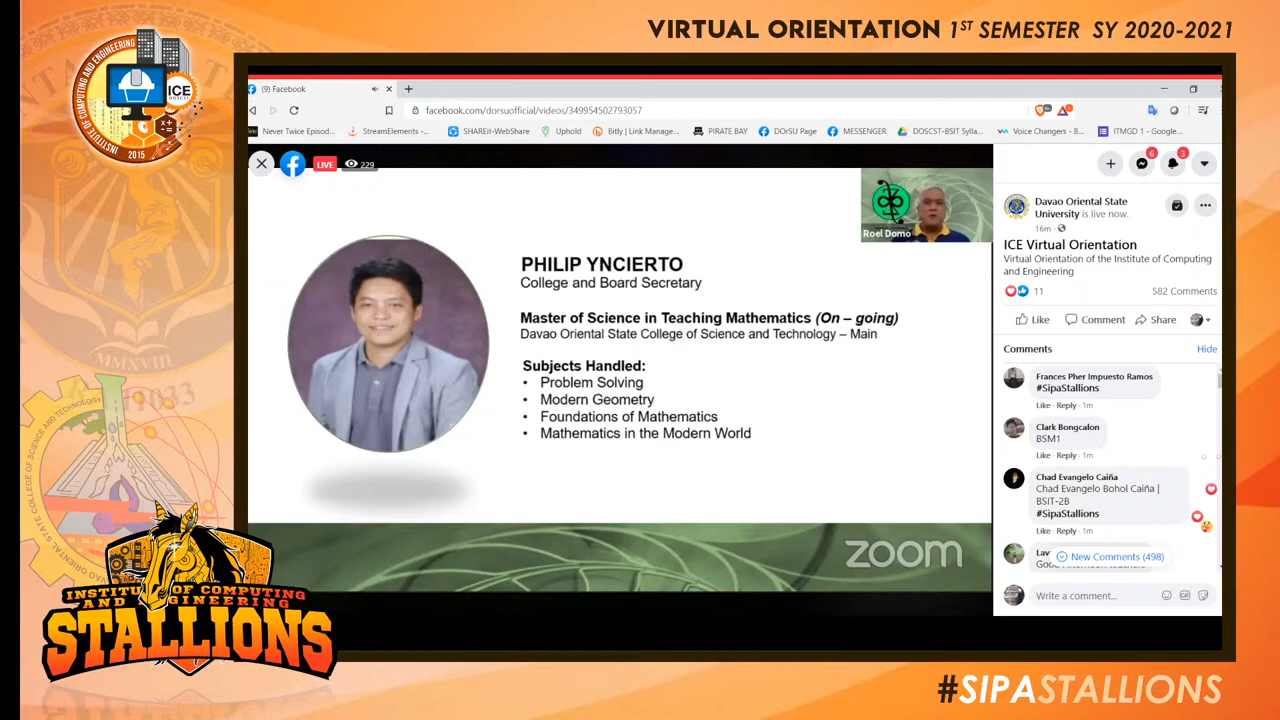 VIRTUAL ORIENTATION 1ST SEMESTER SY 2020-2021
INSTITUTE OF COMPUTING AND ENGINEERING
ICE
DOSCST
2015
(9) Facebook
facebook.com/dorsuofficial/videos/349954502793057
Never Twice Episod...
StreamElements -...
SHAREit-WebShare
Uphold
Bitly | Link Manage...
PIRATE BAY
DOrSU Page
MESSENGER
DOSCST-BSIT Sylla...
Voice Changers - B...
ITMGD 1 - Google...
LIVE
229
Roel Domo
PHILIP YNCIERTO
College and Board Secretary
Master of Science in Teaching Mathematics (On – going)
Davao Oriental State College of Science and Technology – Main
Subjects Handled:
• Problem Solving
• Modern Geometry
• Foundations of Mathematics
• Mathematics in the Modern World
zoom
6
3
Davao Oriental State
University is live now.
16m
ICE Virtual Orientation
Virtual Orientation of the Institute of Computing
and Engineering
11
582 Comments
Like
Comment
Share
Comments
Hide
Frances Pher Impuesto Ramos
#SipaStallions
Like · Reply · 1m
Clark Bongcalon
BSM1
Like · Reply · 1m
Chad Evangelo Caiña
Chad Evangelo Bohol Caiña |
BSIT-2B
#SipaStallions
Like · Reply · 1m
Lav
New Comments (498)
Write a comment...
GIF
MMXVIII
INSTITUTE OF COMPUTING
AND ENGINEERING
STALLIONS
#SIPASTALLIONS